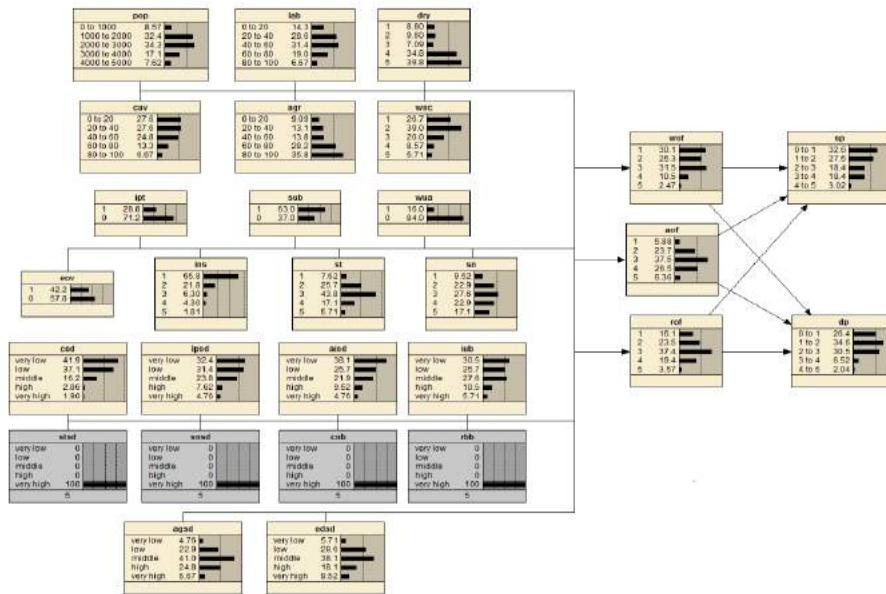 pop
0 to 1000 8.57
1000 to 2000 32.4
2000 to 3000 34.3
3000 to 4000 17.1
4000 to 5000 7.62
lab
0 to 20 14.3
20 to 40 28.6
40 to 60 31.4
60 to 80 19.0
80 to 100 6.67
dry
1 8.80
2 9.60
3 7.09
4 34.8
5 39.8
cav
0 to 20 27.6
20 to 40 27.6
40 to 60 24.8
60 to 80 13.3
80 to 100 6.67
agr
0 to 20 9.09
20 to 40 13.1
40 to 60 13.8
60 to 80 28.2
80 to 100 35.8
wsc
1 26.7
2 39.0
3 26.0
4 8.57
5 5.71
wof
1 30.1
2 26.3
3 31.5
4 10.5
5 2.47
sp
0 to 1 32.6
1 to 2 27.6
2 to 3 18.4
3 to 4 18.4
4 to 5 3.02
ipt
1 28.8
0 71.2
sub
1 63.0
0 37.0
wua
1 16.0
0 84.0
aof
1 5.88
2 23.7
3 37.5
4 26.5
5 6.36
1 42.2
0 57.8
ins
1 65.8
2 21.8
3 6.30
4 4.36
5 1.81
st
1 7.62
2 25.7
3 43.8
4 17.1
5 5.71
sn
1 9.52
2 22.9
3 27.6
4 22.9
5 17.1
rof
1 16.1
2 23.5
3 37.4
4 19.4
5 3.57
dp
0 to 1 26.4
1 to 2 34.6
2 to 3 30.5
3 to 4 6.52
4 to 5 2.04
csd
very low 41.9
low 37.1
middle 16.2
high 2.86
very high 1.90
ipsd
very low 32.4
low 31.4
middle 23.8
high 7.62
very high 4.76
aisd
very low 38.1
low 25.7
middle 21.9
high 9.52
very high 4.76
iub
very low 30.5
low 25.7
middle 27.6
high 10.5
very high 5.71
stsd
very low 0
low 0
middle 0
high 0
very high 100
5
snsd
very low 0
low 0
middle 0
high 0
very high 100
5
cnb
very low 0
low 0
middle 0
high 0
very high 100
5
rbb
very low 0
low 0
middle 0
high 0
very high 100
5
agsd
very low 4.76
low 22.9
middle 41.0
high 24.8
very high 6.67
edsd
very low 5.71
low 28.6
middle 38.1
high 18.1
very high 9.52